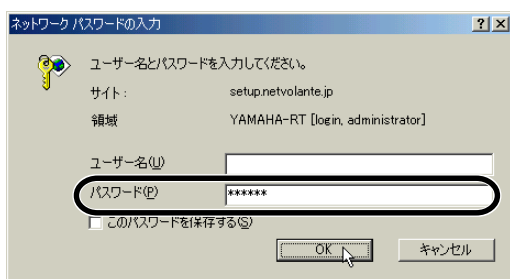 ネットワーク パスワードの入力
ユーザー名とパスワードを入力してください。
サイト: setup.netvolante.jp
領域 YAMAHA-RT [login, administrator]
ユーザー名(U)
パスワード(P) ******
このパスワードを保存する(S)
OK キャンセル